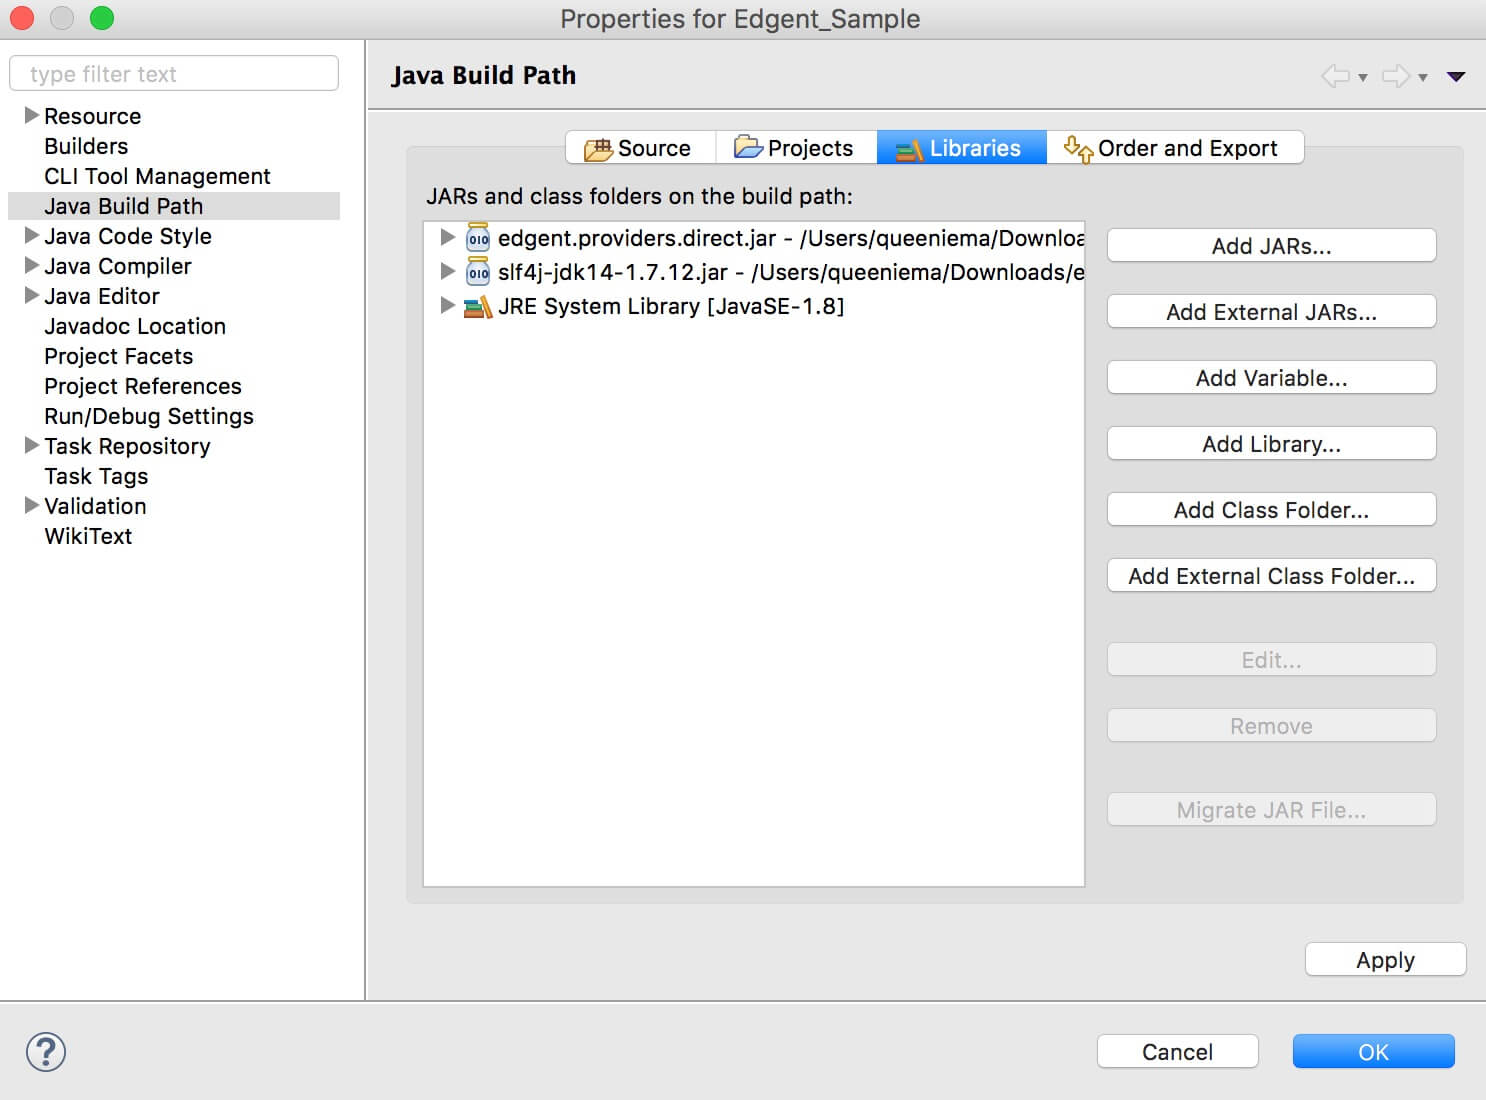 Properties for Edgent_Sample
type filter text
Resource
Builders
CLI Tool Management
Java Build Path
Java Code Style
Java Compiler
Java Editor
Javadoc Location
Project Facets
Project References
Run/Debug Settings
Task Repository
Task Tags
Validation
WikiText
Java Build Path
Source Projects Libraries Order and Export
JARs and class folders on the build path:
edgent.providers.direct.jar - /Users/queeniema/Downloa
slf4j-jdk14-1.7.12.jar - /Users/queeniema/Downloads/e
JRE System Library [JavaSE-1.8]
Add JARs...
Add External JARs...
Add Variable...
Add Library...
Add Class Folder...
Add External Class Folder...
Edit...
Remove
Migrate JAR File...
Apply
?
Cancel OK